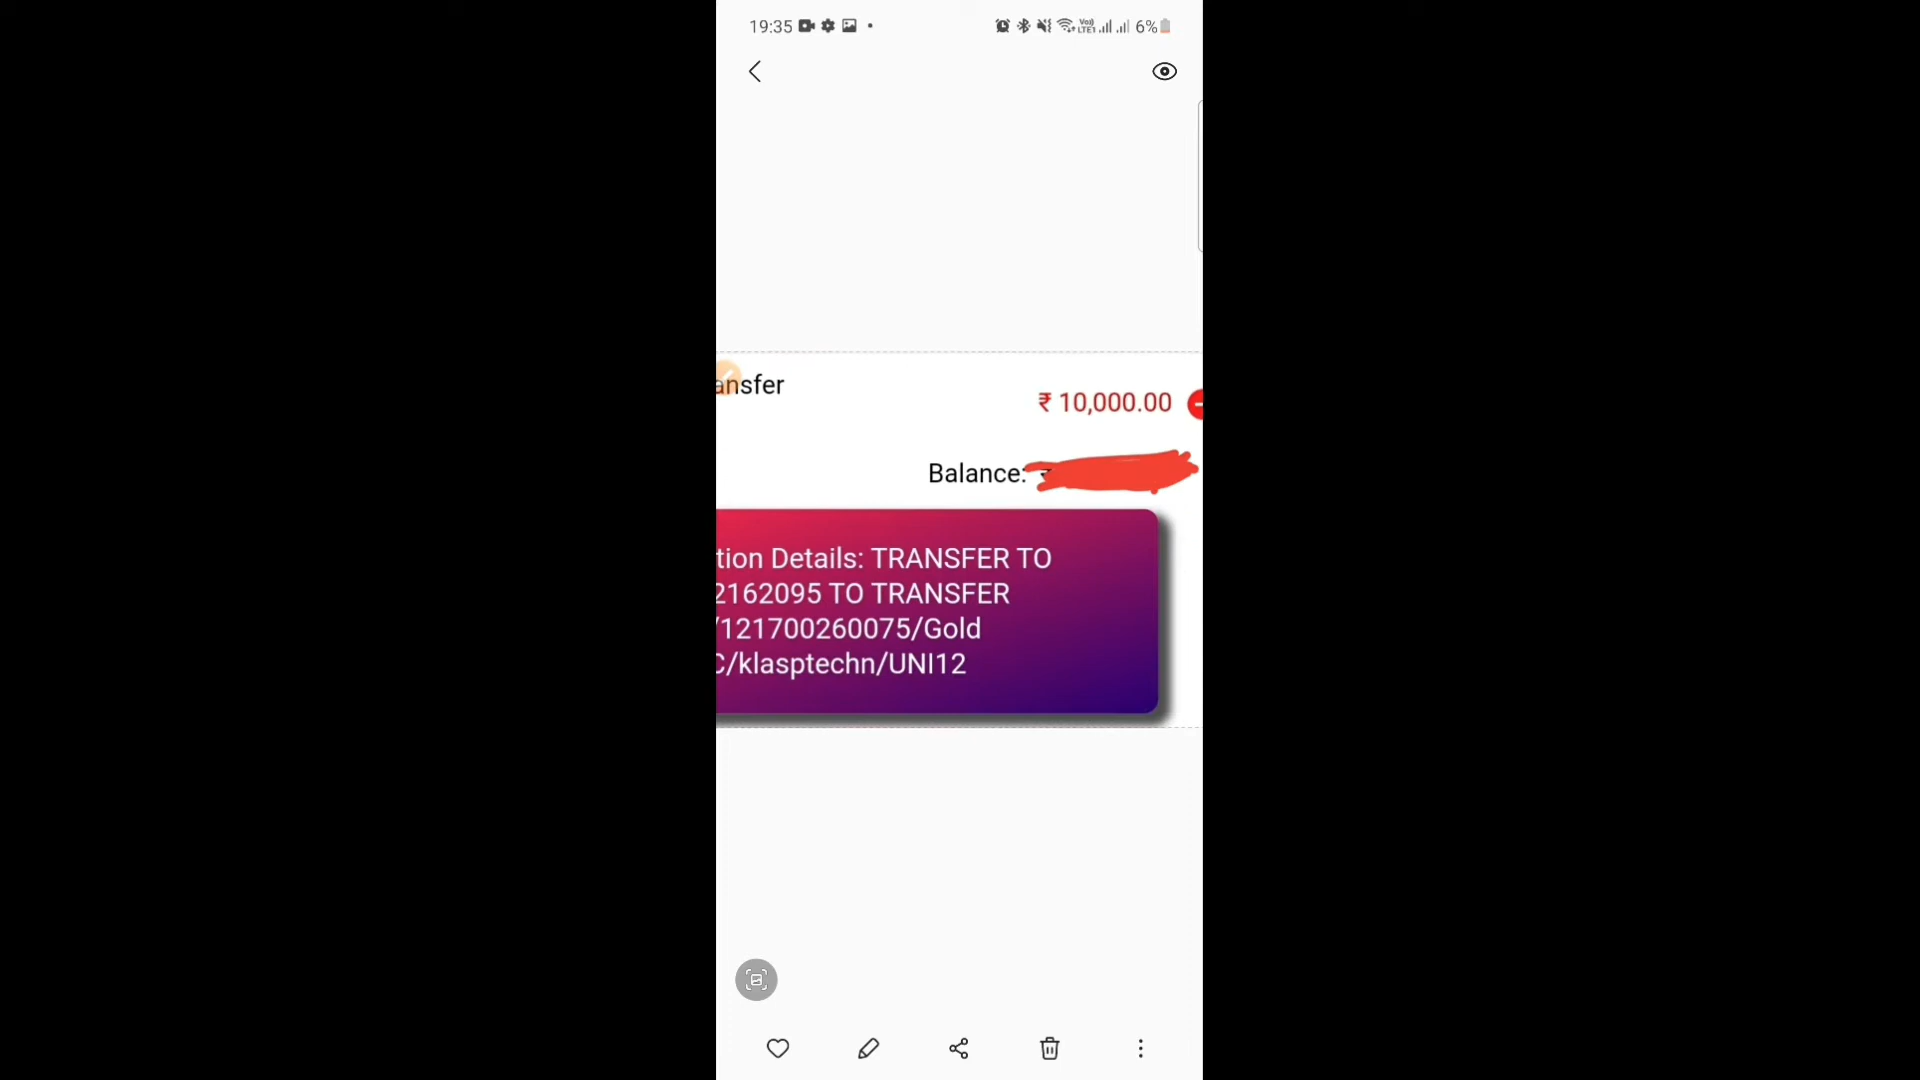 19:35 6%
ansfer
₹ 10,000.00
Balance:
tion Details: TRANSFER TO
2162095 TO TRANSFER
/121700260075/Gold
C/klasptechn/UNI12